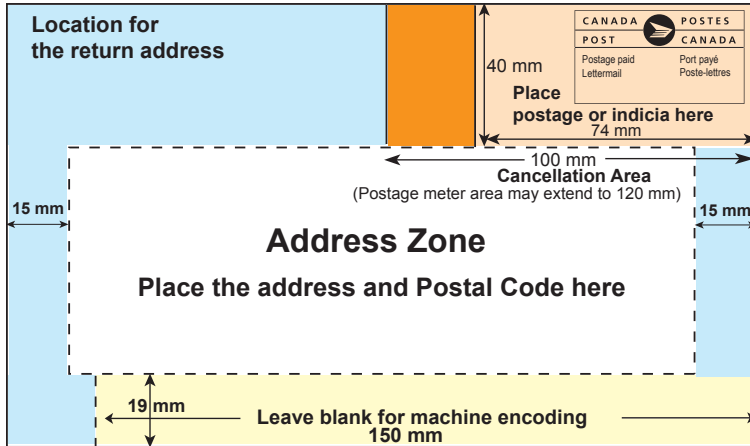 Location for
the return address
CANADA POSTES
POST CANADA
Postage paid Port payé
Lettermail Poste-lettres
40 mm
Place
postage or indicia here
74 mm
100 mm
Cancellation Area
(Postage meter area may extend to 120 mm)
15 mm
15 mm
Address Zone
Place the address and Postal Code here
19 mm
Leave blank for machine encoding
150 mm